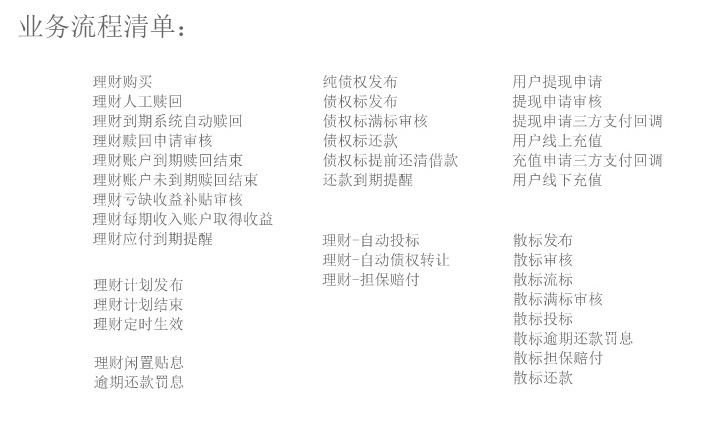 业务流程清单：
理财购买
理财人工赎回
理财到期系统自动赎回
理财赎回申请审核
理财账户到期赎回结束
理财账户未到期赎回结束
理财亏缺收益补贴审核
理财每期收入账户取得收益
理财应付到期提醒
理财计划发布
理财计划结束
理财定时生效
理财闲置贴息
逾期还款罚息
纯债权发布
债权标发布
债权标满标审核
债权标还款
债权标提前还清借款
还款到期提醒
理财-自动投标
理财-自动债权转让
理财-担保赔付
用户提现申请
提现申请审核
提现申请三方支付回调
用户线上充值
充值申请三方支付回调
用户线下充值
散标发布
散标审核
散标流标
散标满标审核
散标投标
散标逾期还款罚息
散标担保赔付
散标还款